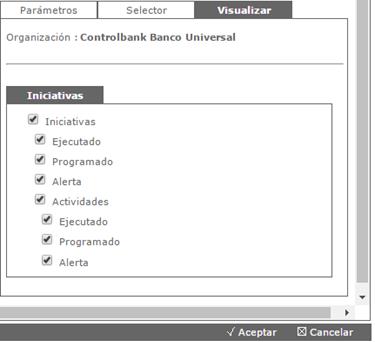 Parámetros Selector Visualizar
Organización : Controlbank Banco Universal
Iniciativas
Iniciativas
Ejecutado
Programado
Alerta
Actividades
Ejecutado
Programado
Alerta
Aceptar Cancelar